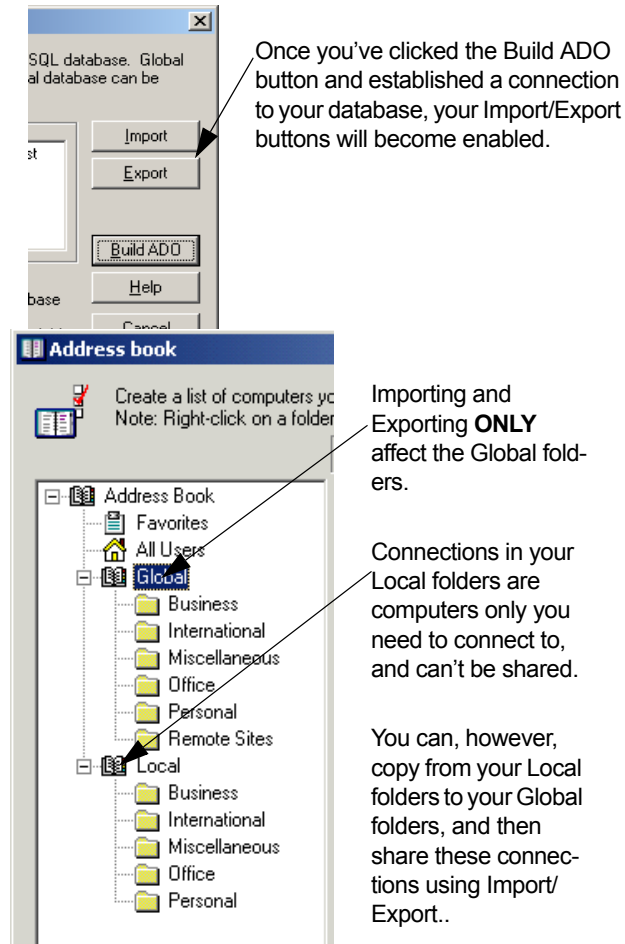 SQL database. Global
al database can be
st
Import
Export
Build ADO
Help
base
Cancel
Once you've clicked the Build ADO
button and established a connection
to your database, your Import/Export
buttons will become enabled.
Address book
Create a list of computers yo
Note: Right-click on a folder
Address Book
Favorites
All Users
Global
Business
International
Miscellaneous
Office
Personal
Remote Sites
Local
Business
International
Miscellaneous
Office
Personal
Importing and
Exporting ONLY
affect the Global fold-
ers.
Connections in your
Local folders are
computers only you
need to connect to,
and can't be shared.
You can, however,
copy from your Local
folders to your Global
folders, and then
share these connec-
tions using Import/
Export..